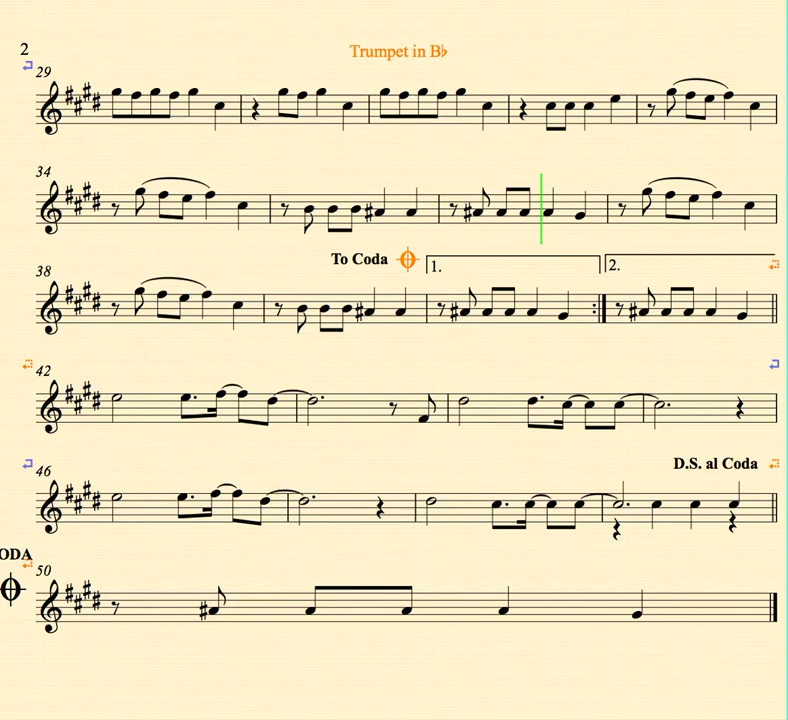 2
Trumpet in B♭
29
34
To Coda
1.
2.
38
42
D.S. al Coda
46
ODA
50